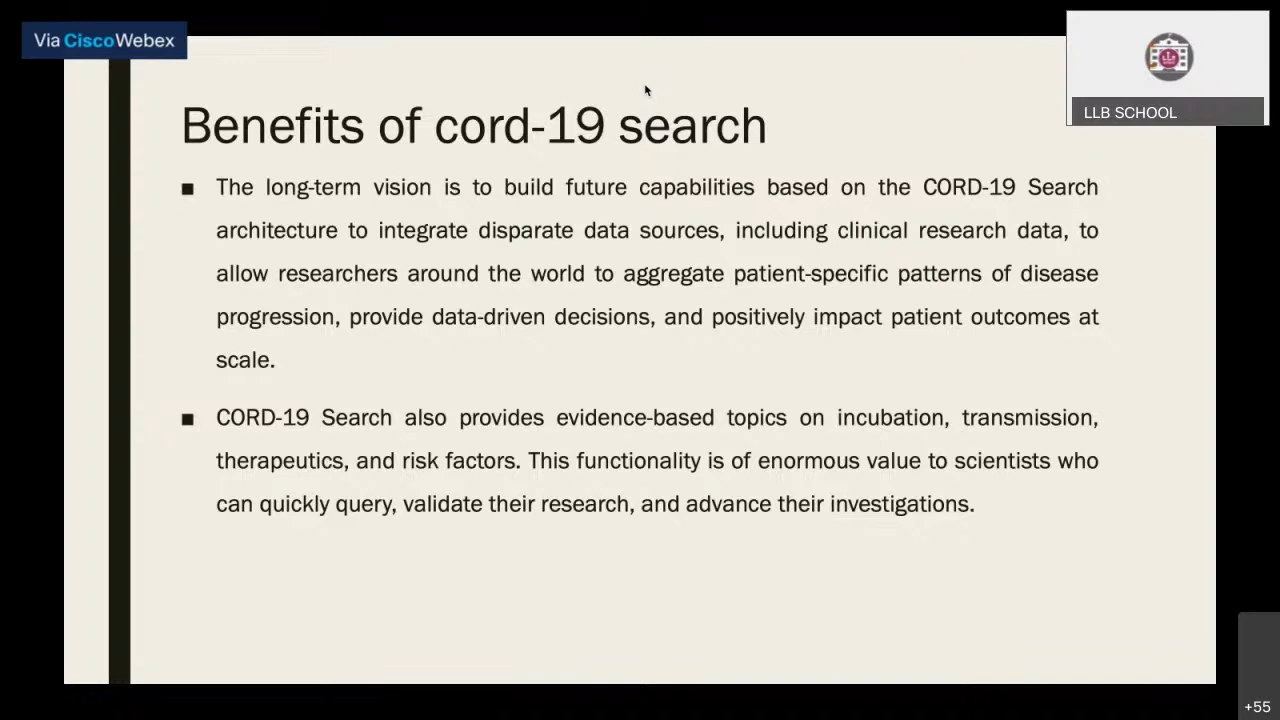 Via CiscoWebex
LLB SCHOOL
Benefits of cord-19 search
■ The long-term vision is to build future capabilities based on the CORD-19 Search
architecture to integrate disparate data sources, including clinical research data, to
allow researchers around the world to aggregate patient-specific patterns of disease
progression, provide data-driven decisions, and positively impact patient outcomes at
scale.
■ CORD-19 Search also provides evidence-based topics on incubation, transmission,
therapeutics, and risk factors. This functionality is of enormous value to scientists who
can quickly query, validate their research, and advance their investigations.
+55